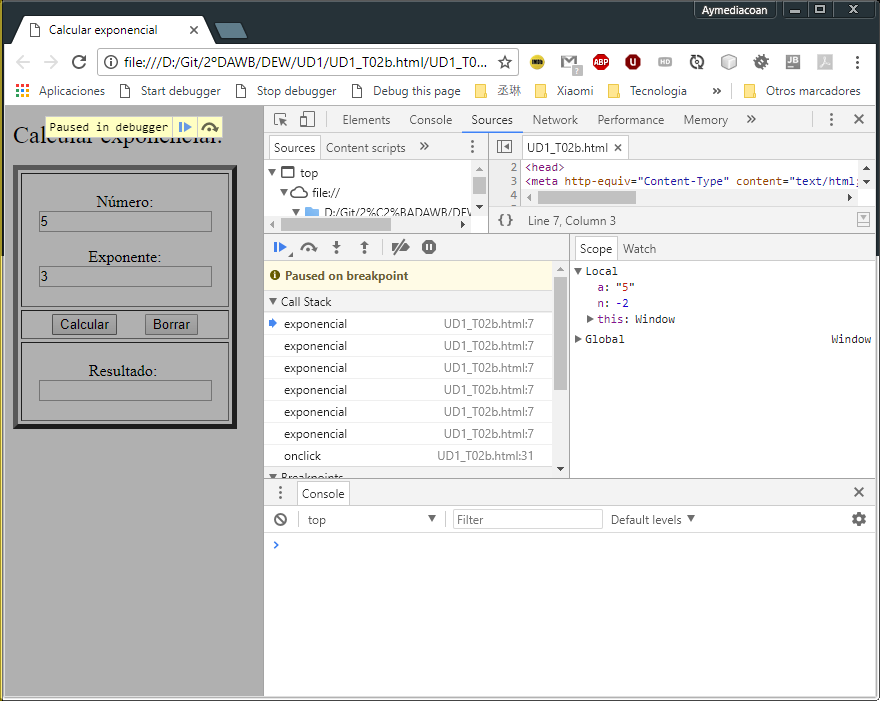 Aymediacoan
Calcular exponencial
file:///D:/Git/2ºDAWB/DEW/UD1/UD1_T02b.html/UD1_T0...
Aplicaciones Start debugger Stop debugger Debug this page 丞琳 Xiaomi Tecnologia » Otros marcadores
Paused in debugger
Calcular exponencial:
Número:
5
Exponente:
3
Calcular Borrar
Resultado:
Elements Console Sources Network Performance Memory »
Sources Content scripts »
UD1_T02b.html
top
file://
D:/Git/2%C2%BADAWB/DEW
2 <head>
3 <meta http-equiv="Content-Type" content="text/html;
4
{} Line 7, Column 3
Paused on breakpoint
Call Stack
exponencial UD1_T02b.html:7
exponencial UD1_T02b.html:7
exponencial UD1_T02b.html:7
exponencial UD1_T02b.html:7
exponencial UD1_T02b.html:7
exponencial UD1_T02b.html:7
onclick UD1_T02b.html:31
Breakpoints
Scope Watch
Local
a: "5"
n: -2
this: Window
Global Window
Console
top Filter Default levels